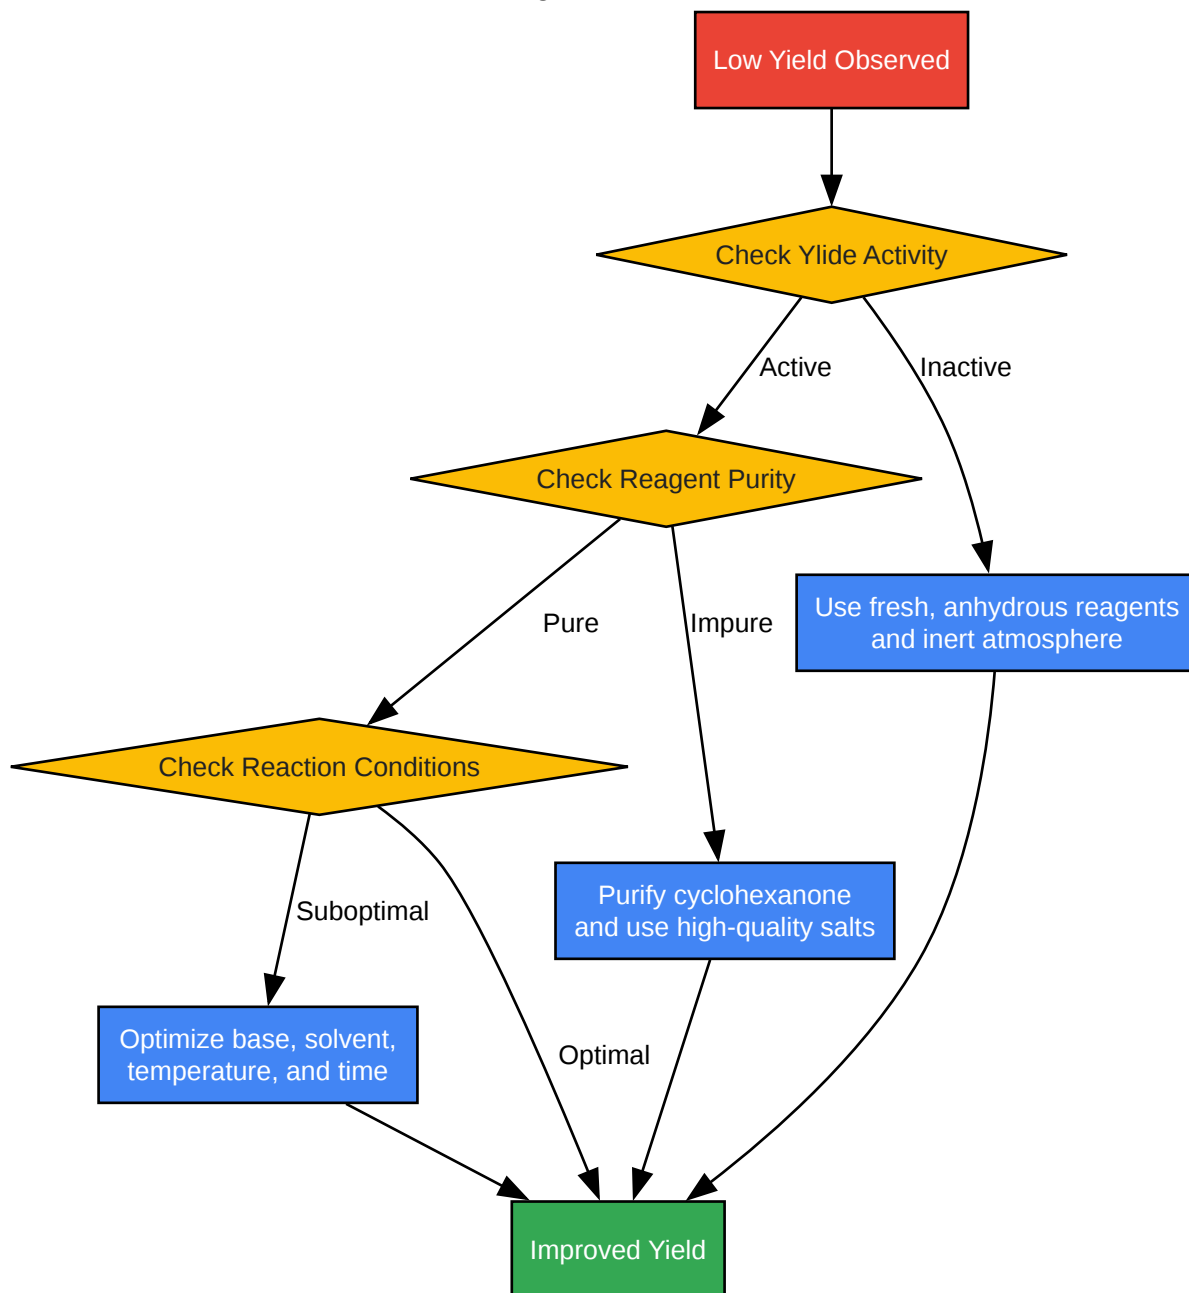 Low Yield Observed
Check Ylide Activity
Active
Inactive
Check Reagent Purity
Use fresh, anhydrous reagents
and inert atmosphere
Pure
Impure
Check Reaction Conditions
Purify cyclohexanone
and use high-quality salts
Suboptimal
Optimize base, solvent,
temperature, and time
Optimal
Improved Yield